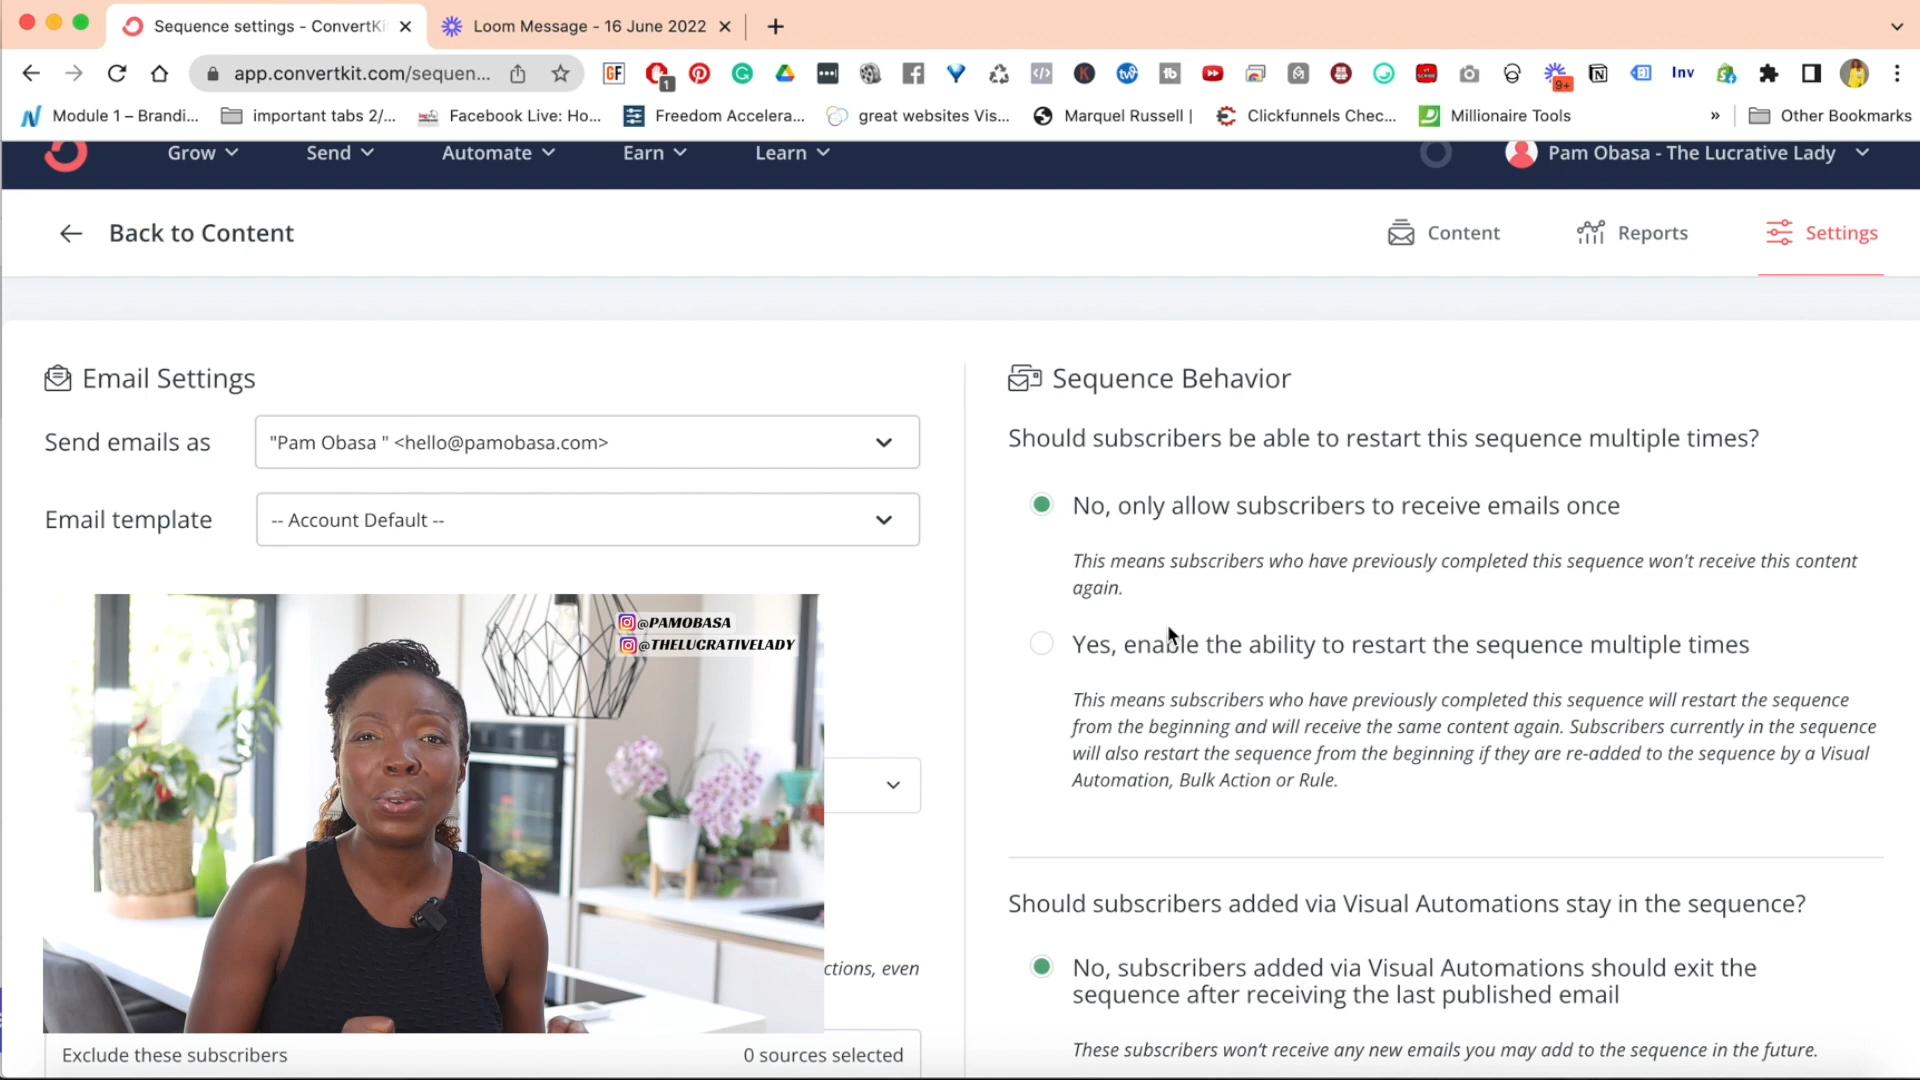 Sequence settings - ConvertKi
Loom Message - 16 June 2022
app.convertkit.com/sequen...
GF
1
tv
tb
9+
Inv
Module 1 – Brandi...
important tabs 2/...
Facebook Live: Ho...
Freedom Accelera...
great websites Vis...
Marquel Russell |
Clickfunnels Chec...
Millionaire Tools
»
Other Bookmarks
Grow
Send
Automate
Earn
Learn
Pam Obasa - The Lucrative Lady
Back to Content
Content
Reports
Settings
Email Settings
Send emails as
"Pam Obasa " <hello@pamobasa.com>
Email template
-- Account Default --
@PAMOBASA
@THELUCRATIVELADY
ctions, even
Exclude these subscribers
0 sources selected
Sequence Behavior
Should subscribers be able to restart this sequence multiple times?
No, only allow subscribers to receive emails once
This means subscribers who have previously completed this sequence won't receive this content
again.
Yes, enable the ability to restart the sequence multiple times
This means subscribers who have previously completed this sequence will restart the sequence
from the beginning and will receive the same content again. Subscribers currently in the sequence
will also restart the sequence from the beginning if they are re-added to the sequence by a Visual
Automation, Bulk Action or Rule.
Should subscribers added via Visual Automations stay in the sequence?
No, subscribers added via Visual Automations should exit the
sequence after receiving the last published email
These subscribers won't receive any new emails you may add to the sequence in the future.